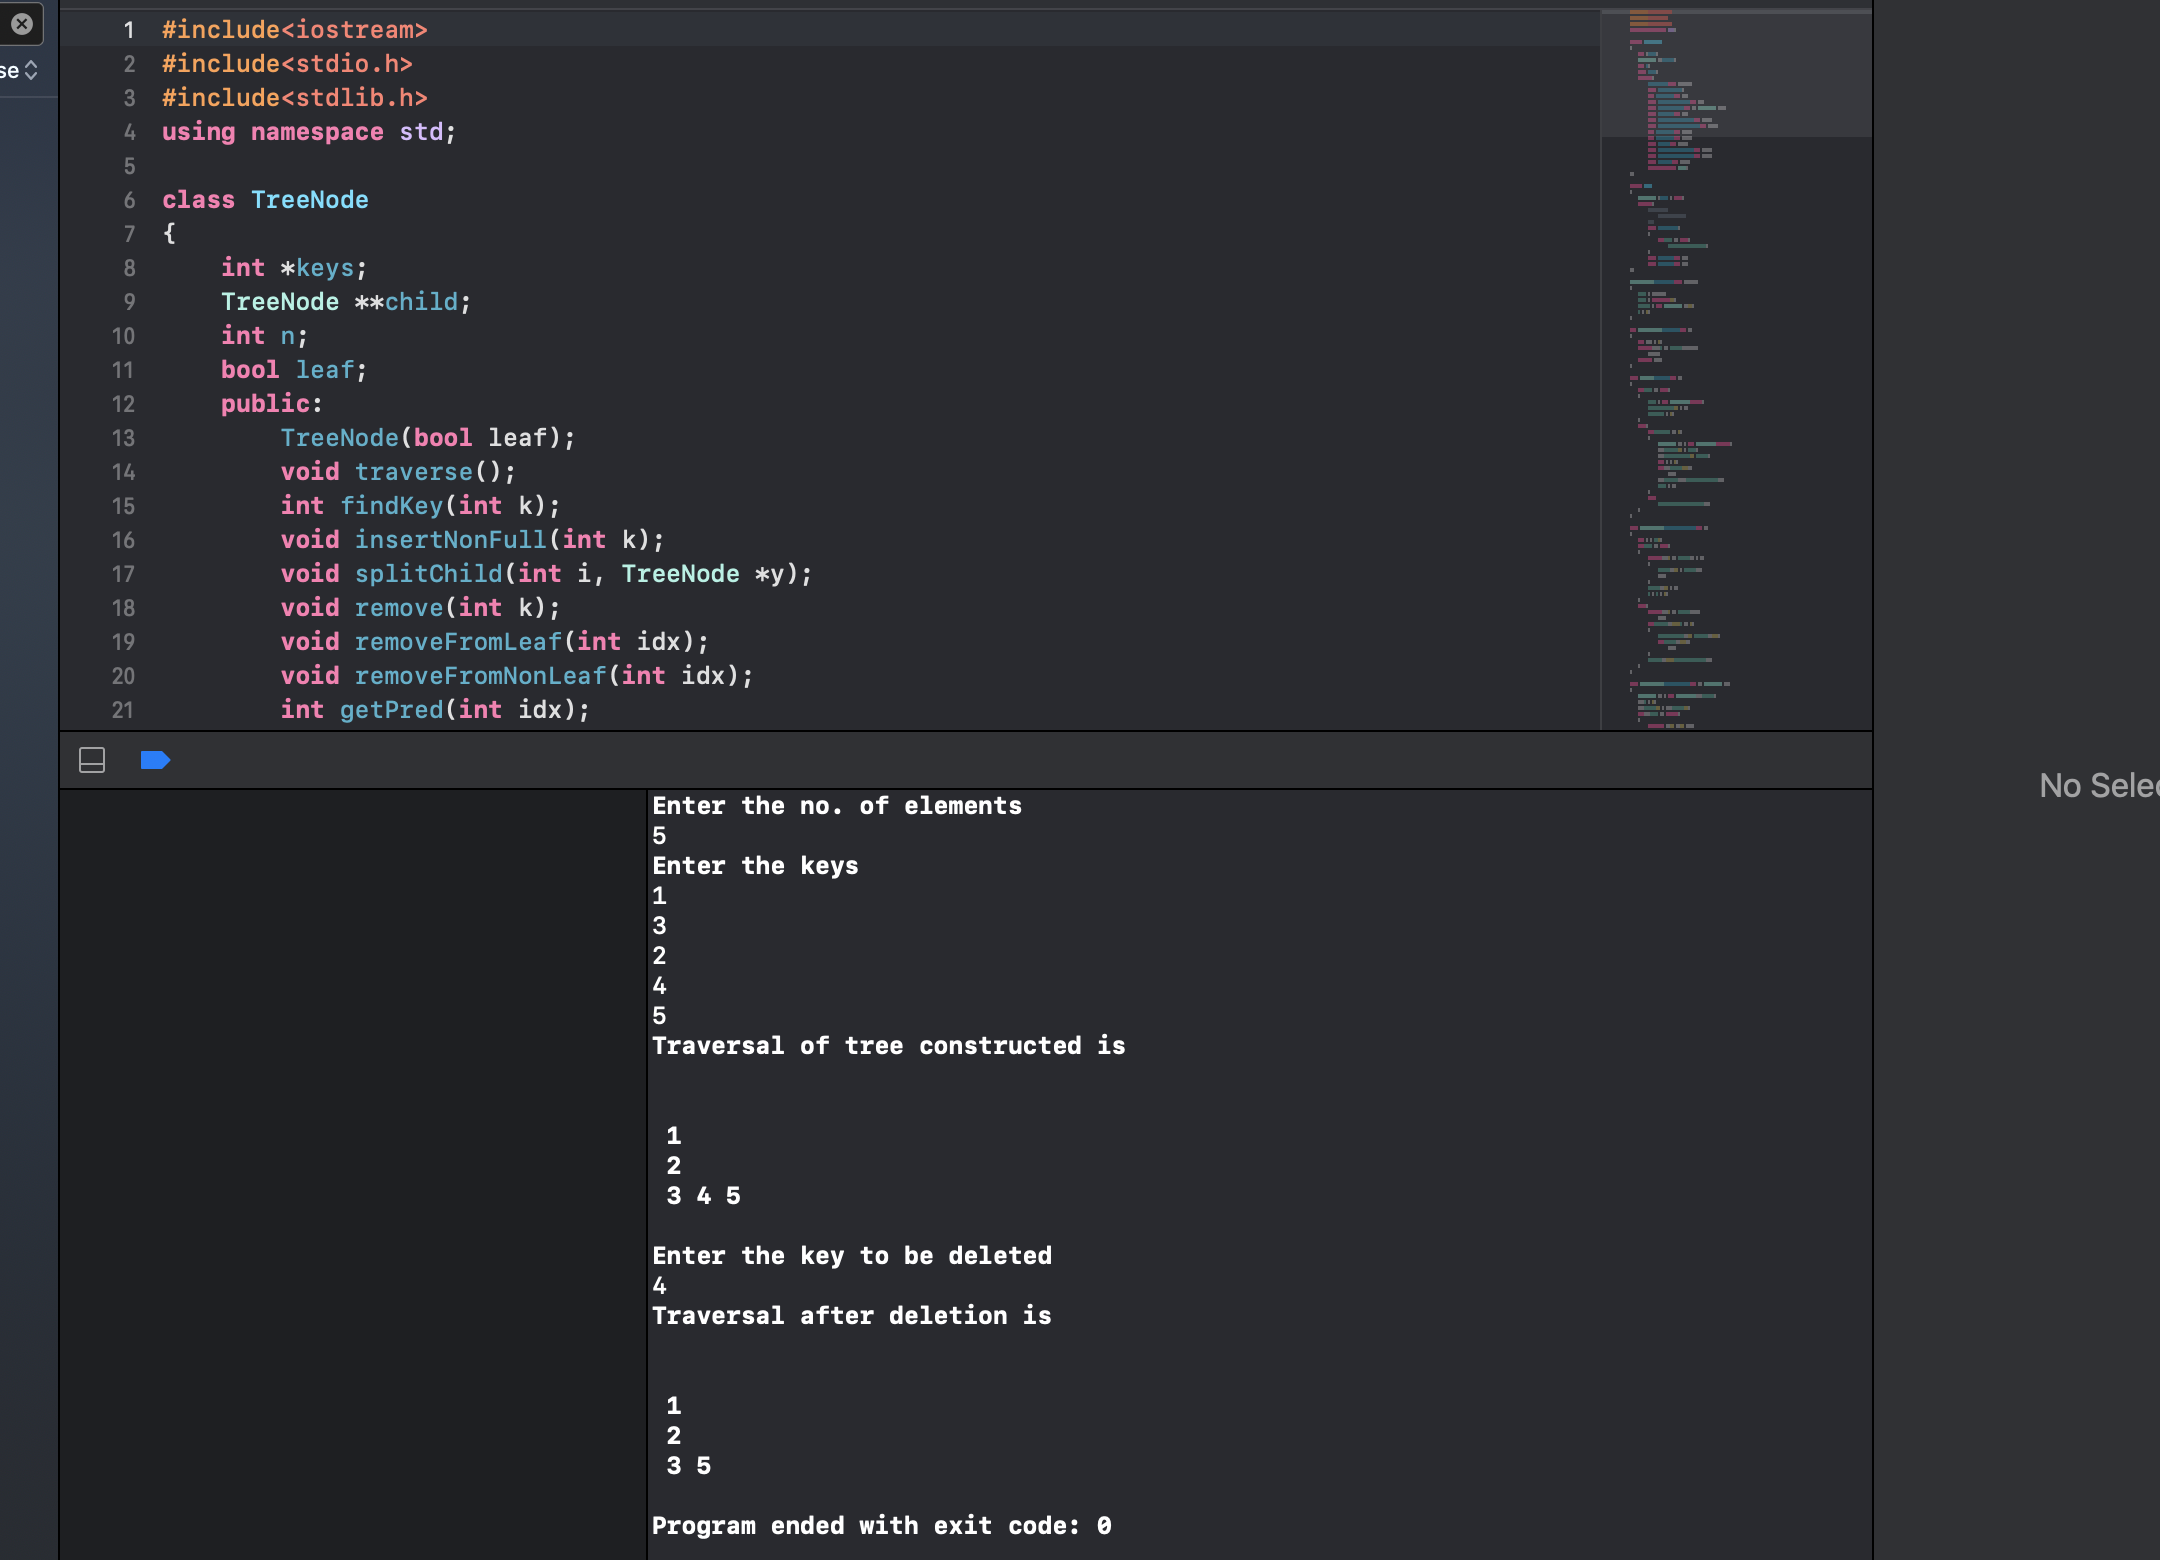 se
1 #include<iostream>
2 #include<stdio.h>
3 #include<stdlib.h>
4 using namespace std;
5
6 class TreeNode
7 {
8     int *keys;
9     TreeNode **child;
10     int n;
11     bool leaf;
12     public:
13         TreeNode(bool leaf);
14         void traverse();
15         int findKey(int k);
16         void insertNonFull(int k);
17         void splitChild(int i, TreeNode *y);
18         void remove(int k);
19         void removeFromLeaf(int idx);
20         void removeFromNonLeaf(int idx);
21         int getPred(int idx);
No Selec
Enter the no. of elements
5
Enter the keys
1
3
2
4
5
Traversal of tree constructed is
1
2
3 4 5
Enter the key to be deleted
4
Traversal after deletion is
1
2
3 5
Program ended with exit code: 0